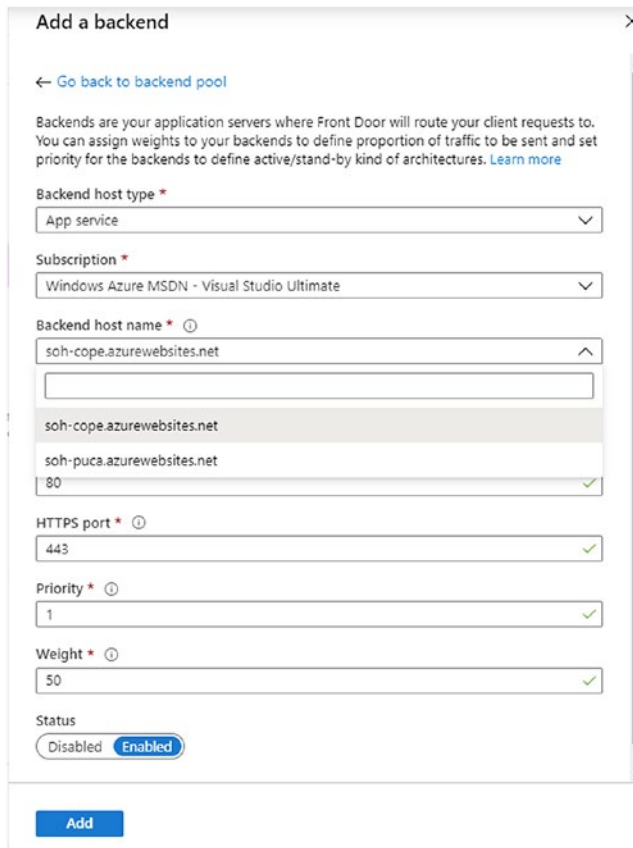 Add a backend
← Go back to backend pool
Backends are your application servers where Front Door will route your client requests to.
You can assign weights to your backends to define proportion of traffic to be sent and set
priority for the backends to define active/stand-by kind of architectures. Learn more
Backend host type *
App service
Subscription *
Windows Azure MSDN - Visual Studio Ultimate
Backend host name *
soh-cope.azurewebsites.net
soh-cope.azurewebsites.net
soh-puca.azurewebsites.net
80
HTTPS port *
443
Priority *
1
Weight *
50
Status
Disabled Enabled
Add